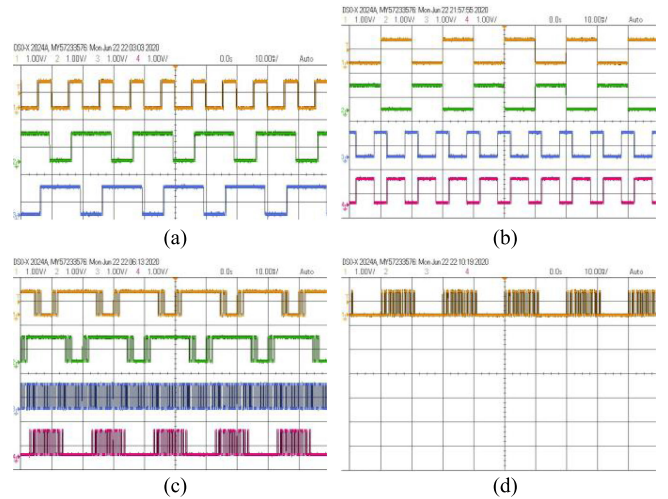 DSO-X 2024A, MY57233576: Mon Jun 22 22:03:03 2020
1 1.00V/ 2 1.00V/ 3 1.00V/ 4 1.00V/ 0.0s 10.00%/ Auto
(a)
DSO-X 2024A, MY57233576: Mon Jun 22 21:57:55 2020
1 1.00V/ 2 1.00V/ 3 1.00V/ 4 1.00V/ 0.0s 10.00%/ Auto
(b)
DSO-X 2024A, MY57233576: Mon Jun 22 22:06:13 2020
1 1.00V/ 2 1.00V/ 3 1.00V/ 4 1.00V/ 0.0s 10.00%/ Auto
(c)
DSO-X 2024A, MY57233576: Mon Jun 22 22:10:19 2020
1 1.00V/ 2 3 4 0.0s 10.00%/ Auto
(d)